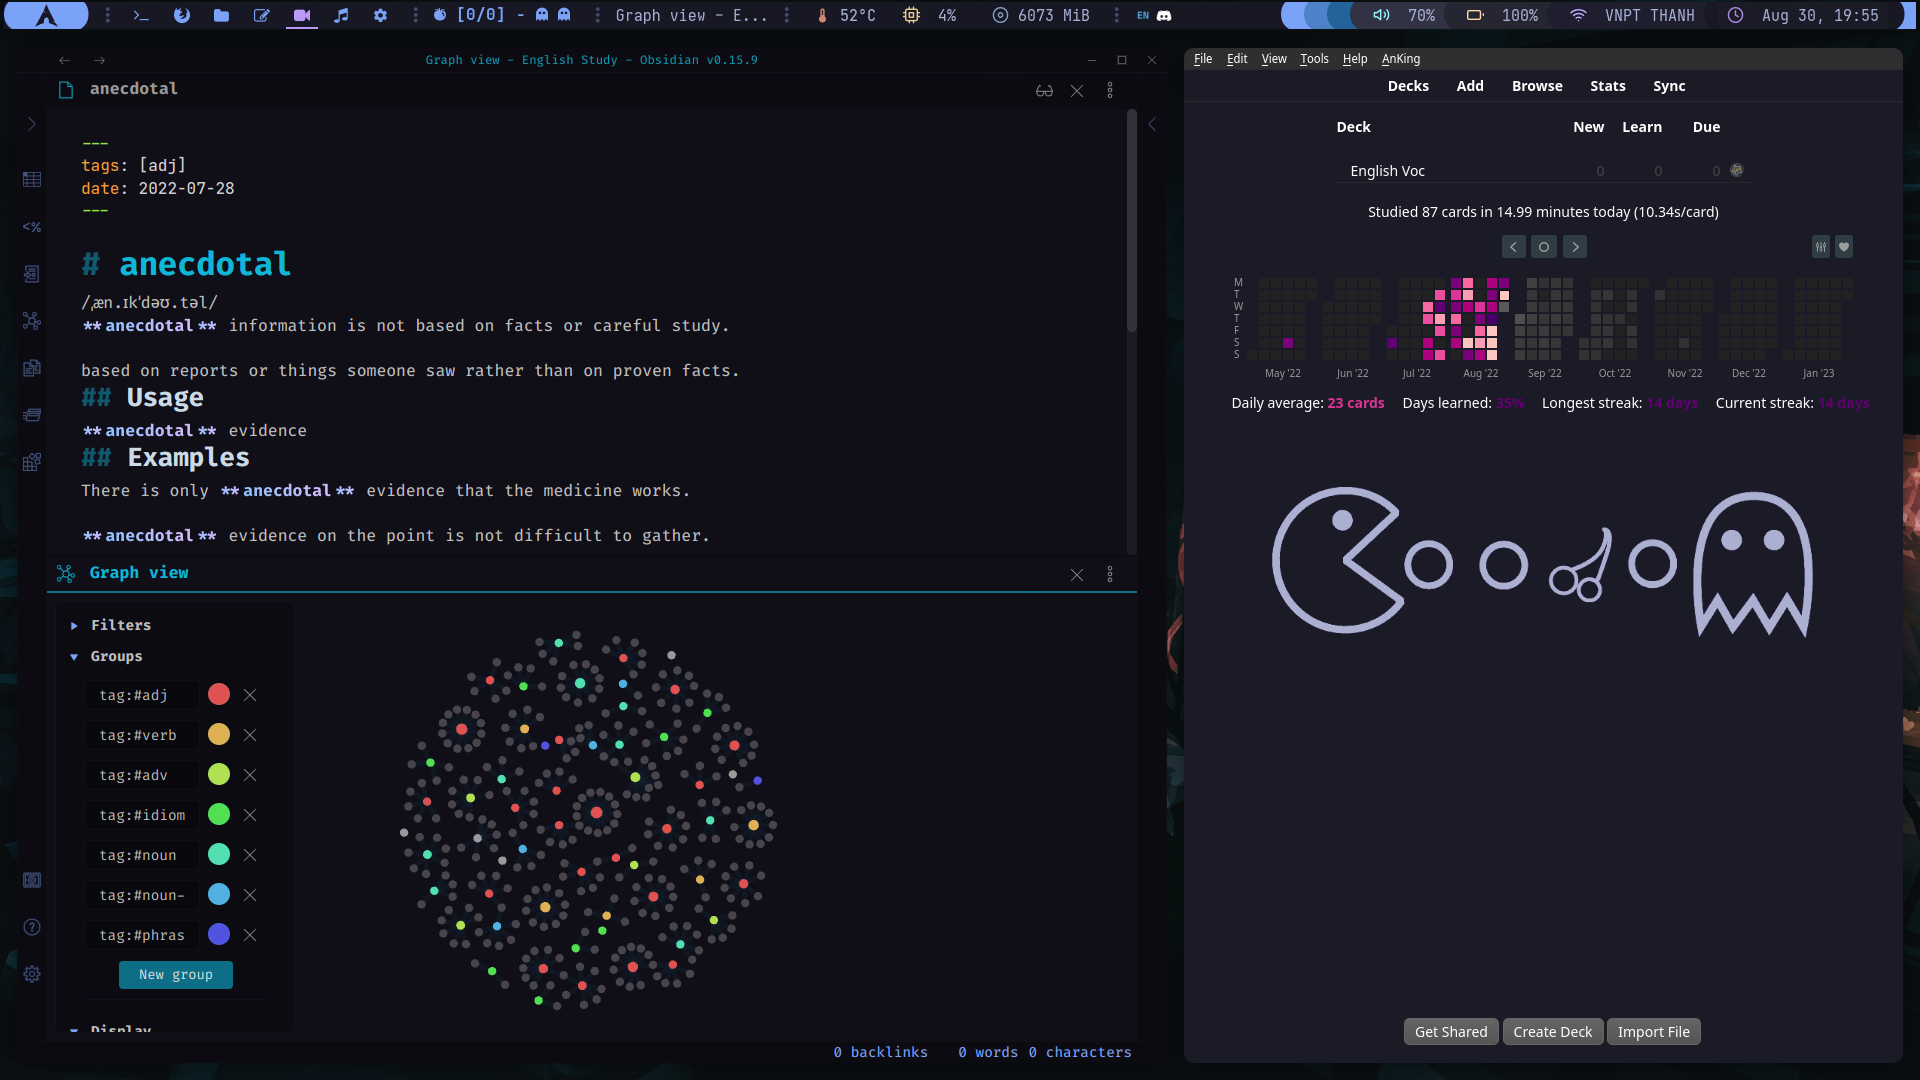 [0/0] -
Graph view - E...
52°C
4%
6073 MiB
EN
70%
100%
VNPT THANH
Aug 30, 19:55
Graph view - English Study - Obsidian v0.15.9
anecdotal
---
tags: [adj]
date: 2022-07-28
---
# anecdotal
/ˌæn.ɪkˈdəʊ.təl/
**anecdotal** information is not based on facts or careful study.
based on reports or things someone saw rather than on proven facts.
## Usage
**anecdotal** evidence
## Examples
There is only **anecdotal** evidence that the medicine works.
**anecdotal** evidence on the point is not difficult to gather.
Graph view
Filters
Groups
tag:#adj
tag:#verb
tag:#adv
tag:#idiom
tag:#noun
tag:#noun-
tag:#phras
New group
Display
0 backlinks 0 words 0 characters
File Edit View Tools Help AnKing
Decks Add Browse Stats Sync
Deck New Learn Due
English Voc 0 0 0
Studied 87 cards in 14.99 minutes today (10.34s/card)
M
T
W
T
F
S
S
May '22 Jun '22 Jul '22 Aug '22 Sep '22 Oct '22 Nov '22 Dec '22 Jan '23
Daily average: 23 cards Days learned: 35% Longest streak: 14 days Current streak: 14 days
Get Shared Create Deck Import File